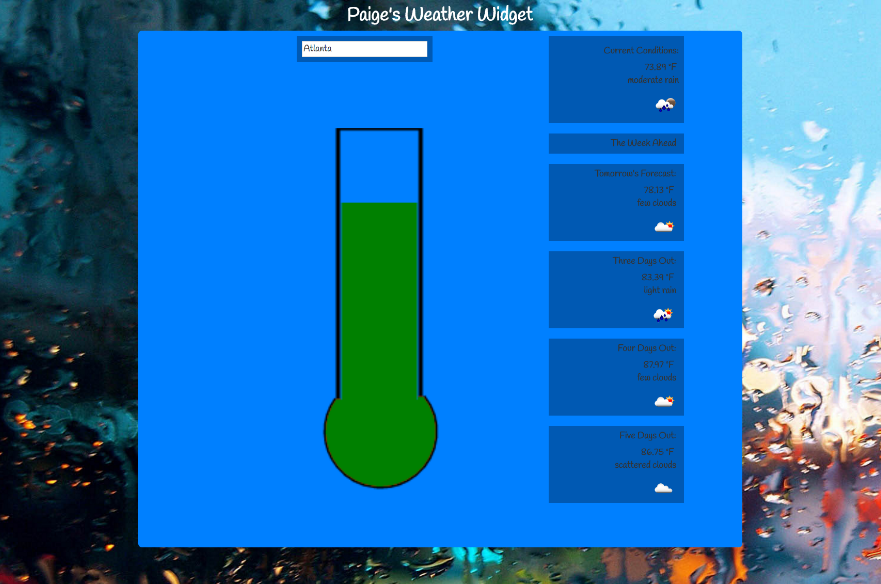 Paige's Weather Widget
Atlanta
Current Conditions:
73.89 °F
moderate rain
The Week Ahead
Tomorrow's Forecast:
78.13 °F
few clouds
Three Days Out:
83.39 °F
light rain
Four Days Out:
87.97 °F
few clouds
Five Days Out:
86.75 °F
scattered clouds